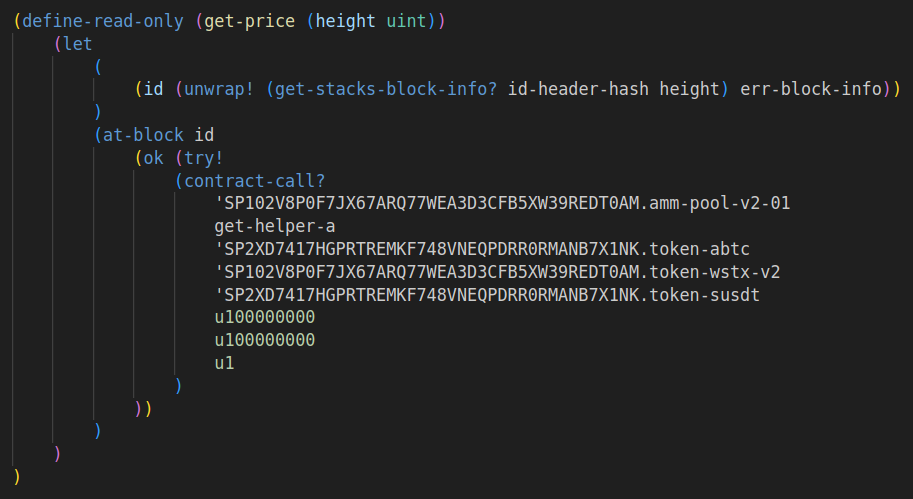 (define-read-only (get-price (height uint))
(let
(
(id (unwrap! (get-stacks-block-info? id-header-hash height) err-block-info))
)
(at-block id
(ok (try!
(contract-call?
'SP102V8P0F7JX67ARQ77WEA3D3CFB5XW39REDT0AM.amm-pool-v2-01
get-helper-a
'SP2XD7417HGPRTREMKF748VNEQPDRR0RMANB7X1NK.token-abtc
'SP102V8P0F7JX67ARQ77WEA3D3CFB5XW39REDT0AM.token-wstx-v2
'SP2XD7417HGPRTREMKF748VNEQPDRR0RMANB7X1NK.token-susdt
u100000000
u100000000
u1
)
))
)
)
)